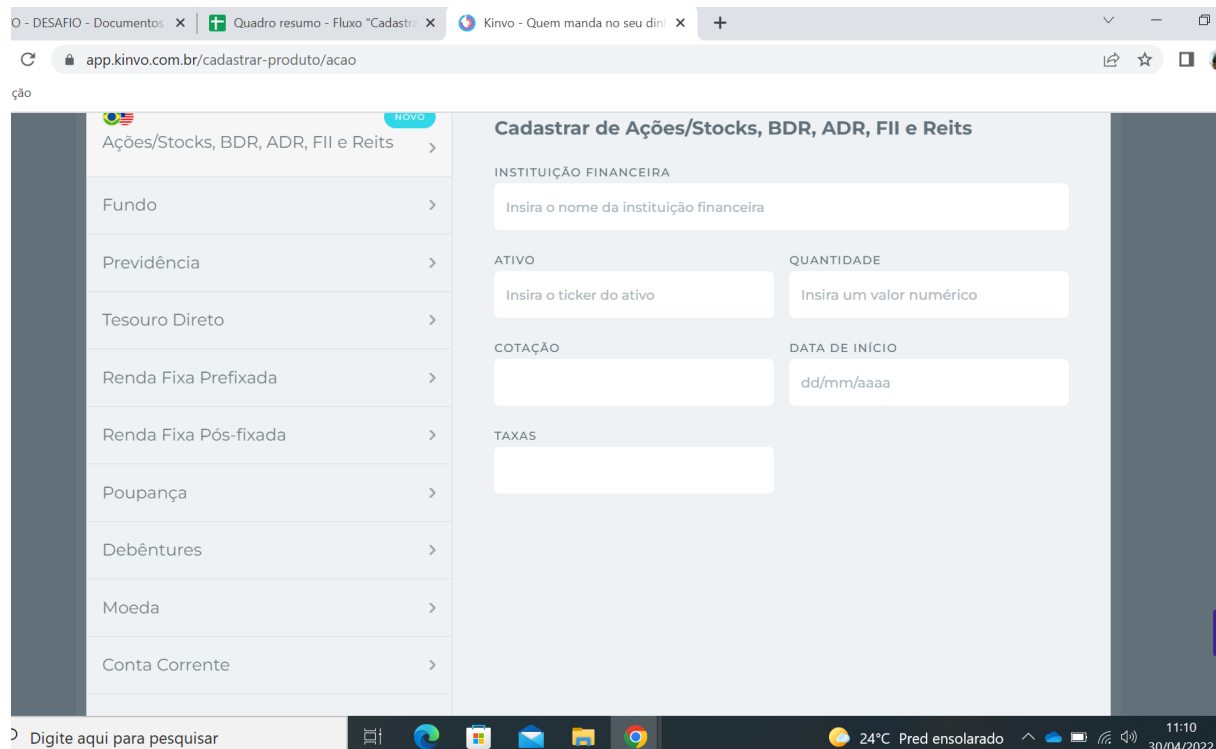 O - DESAFIO - Documentos
Quadro resumo - Fluxo "Cadastra
Kinvo - Quem manda no seu dinh
app.kinvo.com.br/cadastrar-produto/acao
ção
NOVO
Ações/Stocks, BDR, ADR, FII e Reits
Fundo
Previdência
Tesouro Direto
Renda Fixa Prefixada
Renda Fixa Pós-fixada
Poupança
Debêntures
Moeda
Conta Corrente
Cadastrar de Ações/Stocks, BDR, ADR, FII e Reits
INSTITUIÇÃO FINANCEIRA
Insira o nome da instituição financeira
ATIVO
QUANTIDADE
Insira o ticker do ativo
Insira um valor numérico
COTAÇÃO
DATA DE INÍCIO
dd/mm/aaaa
TAXAS
Digite aqui para pesquisar
24°C Pred ensolarado
11:10
30/04/2022